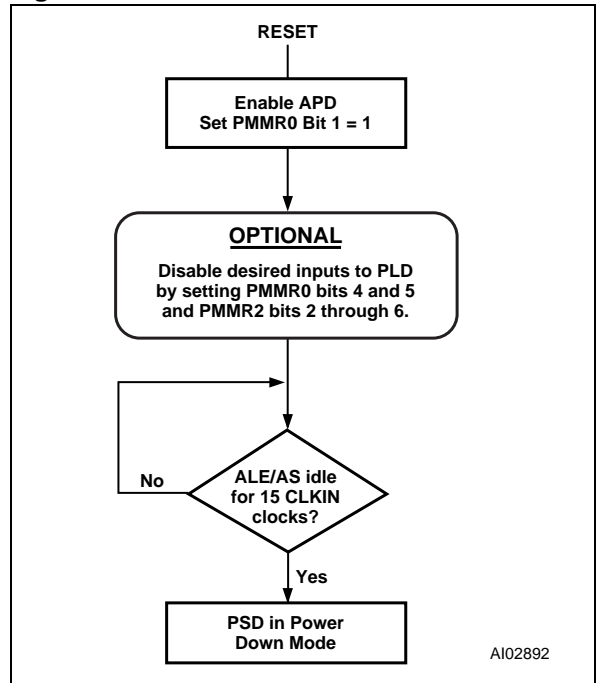 RESET
Enable APD
Set PMMR0 Bit 1 = 1
OPTIONAL
Disable desired inputs to PLD
by setting PMMR0 bits 4 and 5
and PMMR2 bits 2 through 6.
No
ALE/AS idle
for 15 CLKIN
clocks?
Yes
PSD in Power
Down Mode
AI02892